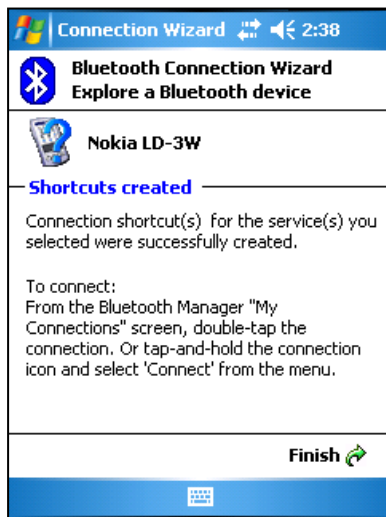 Connection Wizard 2:38
Bluetooth Connection Wizard
Explore a Bluetooth device
Nokia LD-3W
Shortcuts created
Connection shortcut(s) for the service(s) you
selected were successfully created.
To connect:
From the Bluetooth Manager "My
Connections" screen, double-tap the
connection. Or tap-and-hold the connection
icon and select 'Connect' from the menu.
Finish